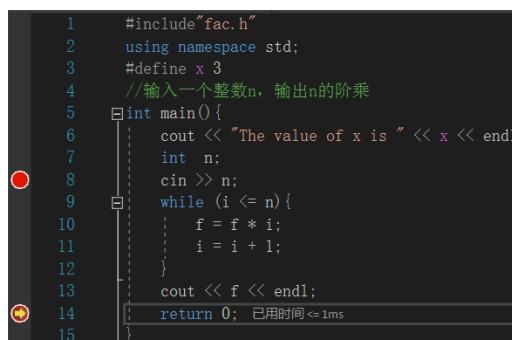 1 #include"fac.h"
2 using namespace std;
3 #define x 3
4 //输入一个整数n，输出n的阶乘
5 int main(){
6 cout << "The value of x is " << x << endl
7 int n;
8 cin >> n;
9 while (i <= n){
10 f = f * i;
11 i = i + 1;
12 }
13 cout << f << endl;
14 return 0; 已用时间 <= 1ms
15 }